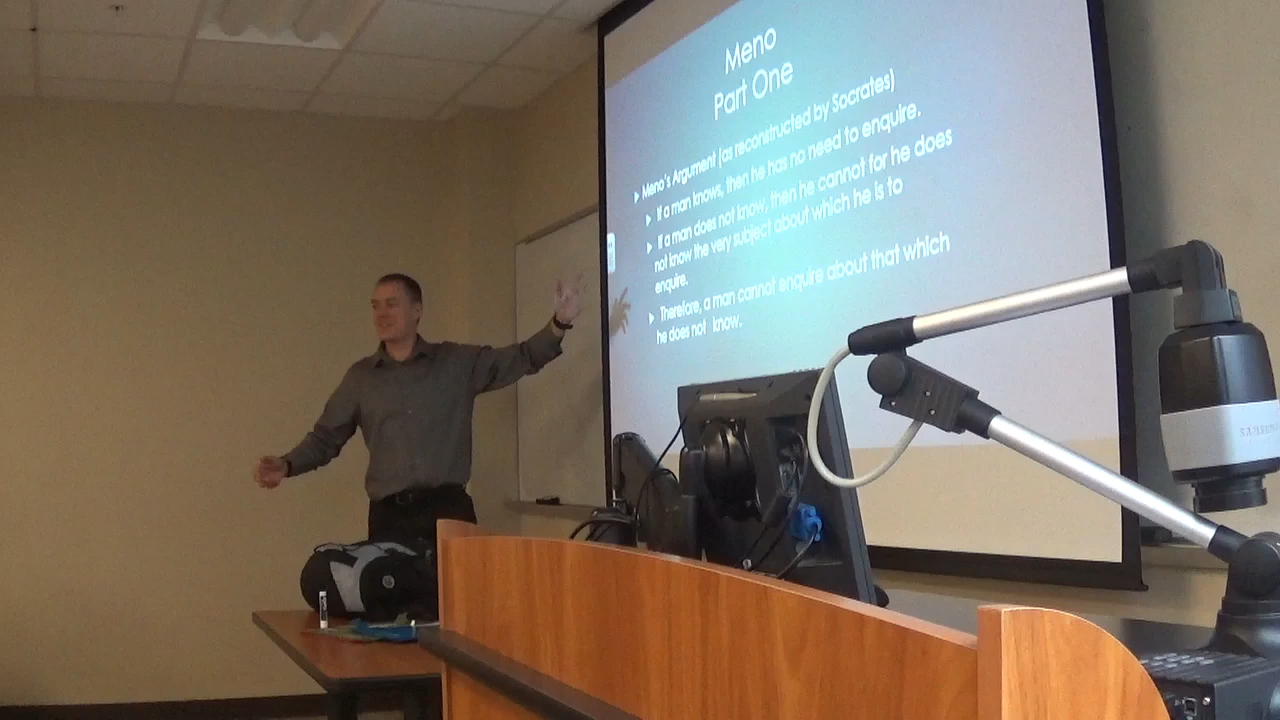 Meno
Part One
Meno's Argument (as reconstructed by Socrates)
If a man knows, then he has no need to enquire.
If a man does not know, then he cannot for he does
not know the very subject about which he is to
enquire.
Therefore, a man cannot enquire about that which
he does not know.
SAMSUNG